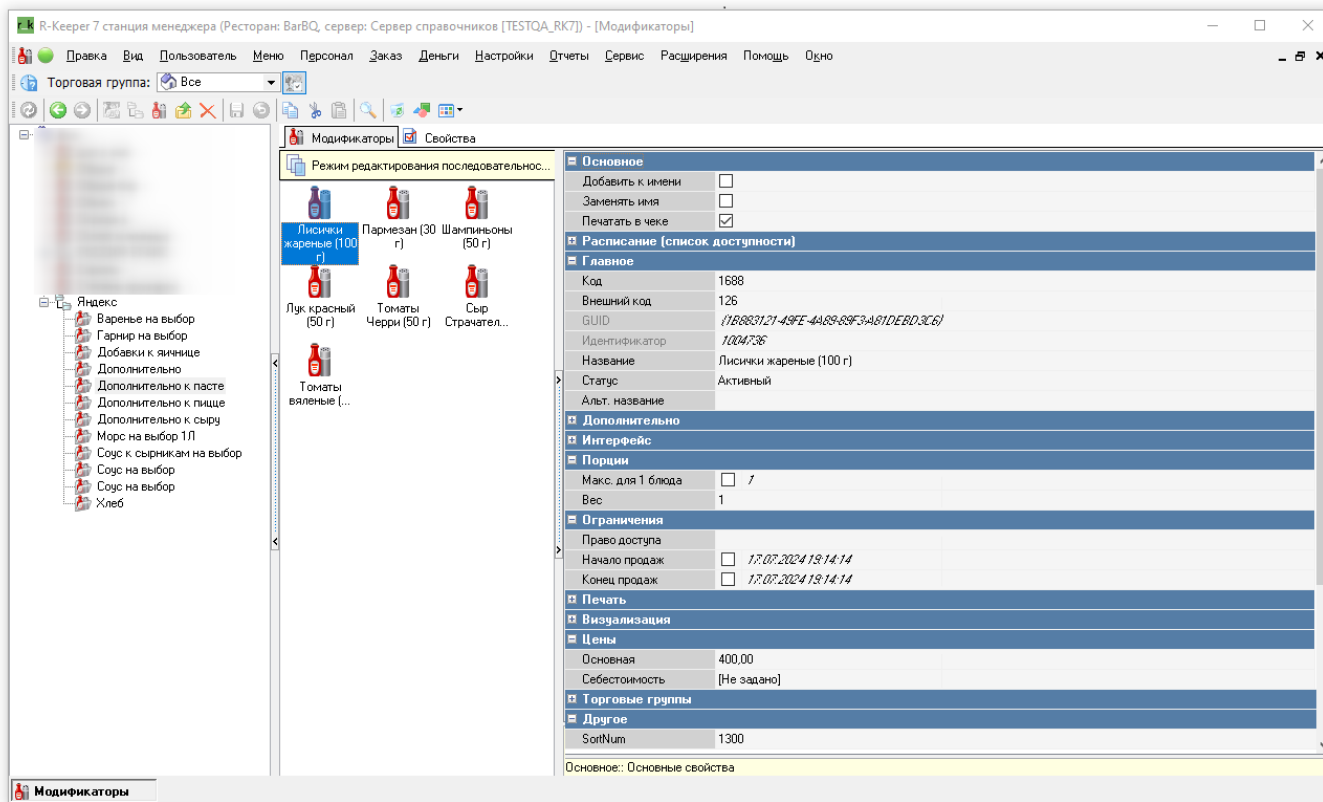 r_k R-Keeper 7 станция менеджера (Ресторан: BarBQ, сервер: Сервер справочников [TESTQA_RK7]) - [Модификаторы]
Правка Вид Пользователь Меню Персонал Заказ Деньги Настройки Отчеты Сервис Расширения Помощь Окно
Торговая группа: Все
Модификаторы Свойства
Режим редактирования последовательнос...
Яндекс
Варенье на выбор
Гарнир на выбор
Добавки к яичнице
Дополнительно
Дополнительно к пасте
Дополнительно к пицце
Дополнительно к сыру
Морс на выбор 1Л
Соус к сырникам на выбор
Соус на выбор
Соус на выбор
Хлеб
Лисички жареные (100 г)
Пармезан (30 г)
Шампиньоны (50 г)
Лук красный (50 г)
Томаты Черри (50 г)
Сыр Страчател...
Томаты вяленые (...
Основное
Добавить к имени
Заменять имя
Печатать в чеке
Расписание (список доступности)
Главное
Код 1688
Внешний код 126
GUID {1B883121-49FE-4A89-89F3-A81DEBD3C6}
Идентификатор 1004736
Название Лисички жареные (100 г)
Статус Активный
Альт. название
Дополнительно
Интерфейс
Порции
Макс. для 1 блюда 1
Вес 1
Ограничения
Право доступа
Начало продаж 17.07.2024 19:14:14
Конец продаж 17.07.2024 19:14:14
Печать
Визуализация
Цены
Основная 400,00
Себестоимость [Не задано]
Торговые группы
Другое
SortNum 1300
Основное:: Основные свойства
Модификаторы